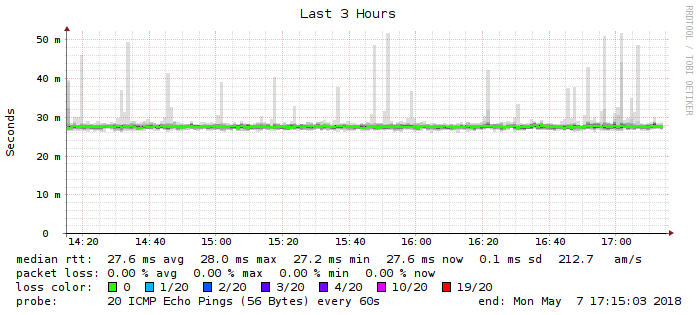 Last 3 Hours
RRDTOOL / TOBI OETIKER
Seconds
50 m
40 m
30 m
20 m
10 m
0
14:20 14:40 15:00 15:20 15:40 16:00 16:20 16:40 17:00
median rtt: 27.6 ms avg 28.0 ms max 27.2 ms min 27.6 ms now 0.1 ms sd 212.7 am/s
packet loss: 0.00 % avg 0.00 % max 0.00 % min 0.00 % now
loss color: 0 1/20 2/20 3/20 4/20 10/20 19/20
probe: 20 ICMP Echo Pings (56 Bytes) every 60s end: Mon May 7 17:15:03 2018